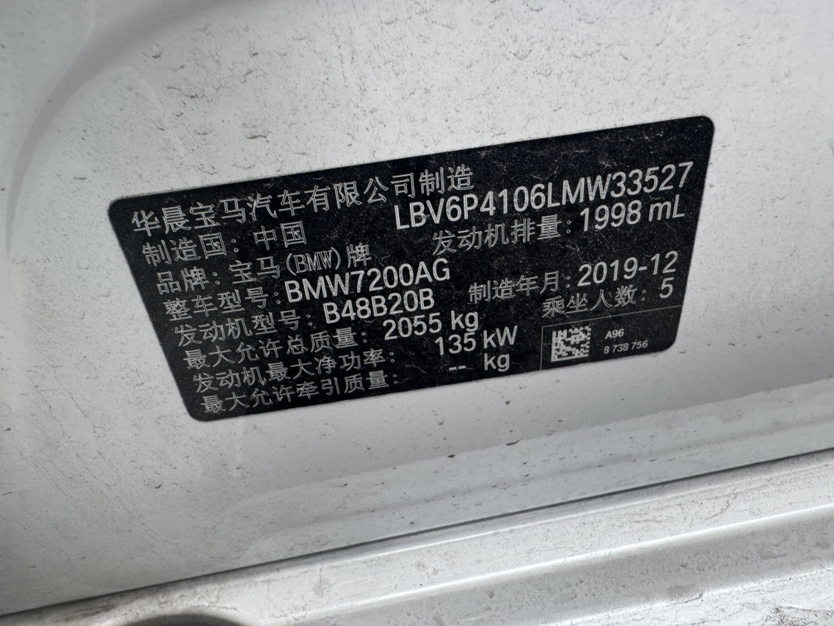 华晨宝马汽车有限公司制造
制造国：中国 LBV6P4106LMW33527
品牌：宝马(BMW)牌 发动机排量：1998 mL
整车型号：BMW7200AG
发动机型号：B48B20B 制造年月：2019-12
最大允许总质量：2055 kg 乘坐人数：5
发动机最大净功率：135 kW
最大允许牵引质量：-- kg
A96
8 738 756